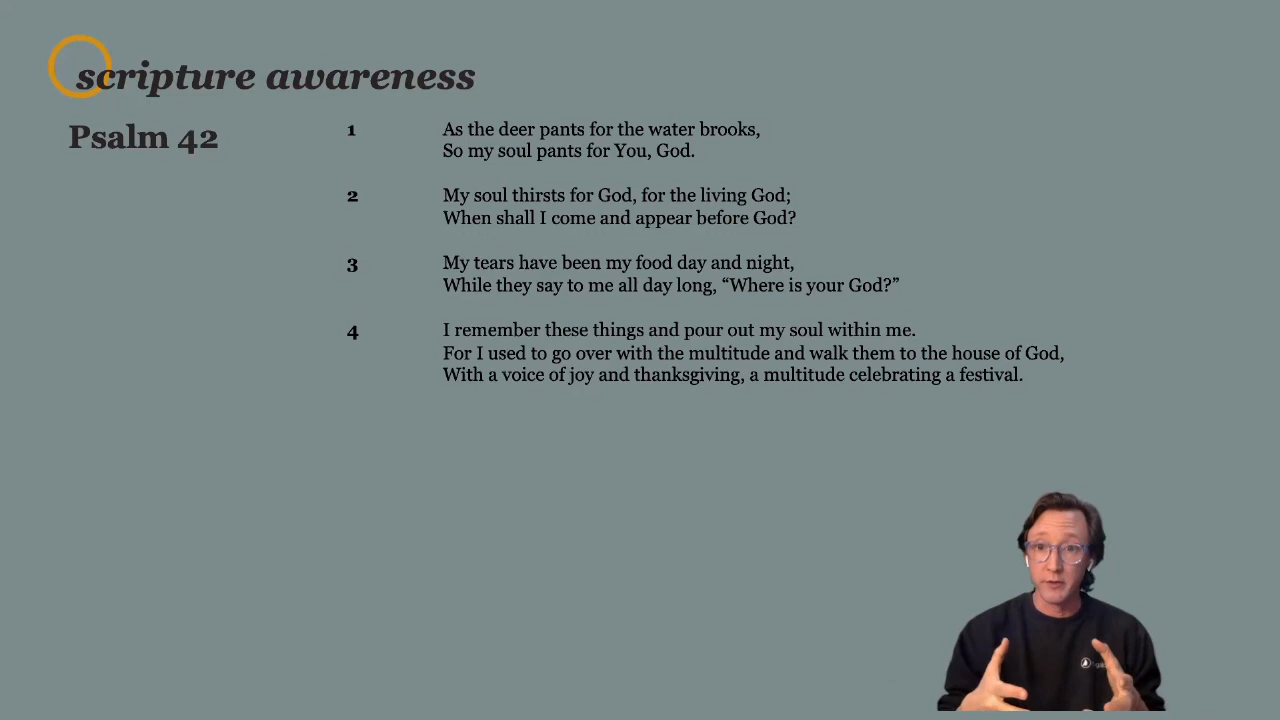 scripture awareness
Psalm 42
1 As the deer pants for the water brooks,
So my soul pants for You, God.
2 My soul thirsts for God, for the living God;
When shall I come and appear before God?
3 My tears have been my food day and night,
While they say to me all day long, “Where is your God?”
4 I remember these things and pour out my soul within me.
For I used to go over with the multitude and walk them to the house of God,
With a voice of joy and thanksgiving, a multitude celebrating a festival.